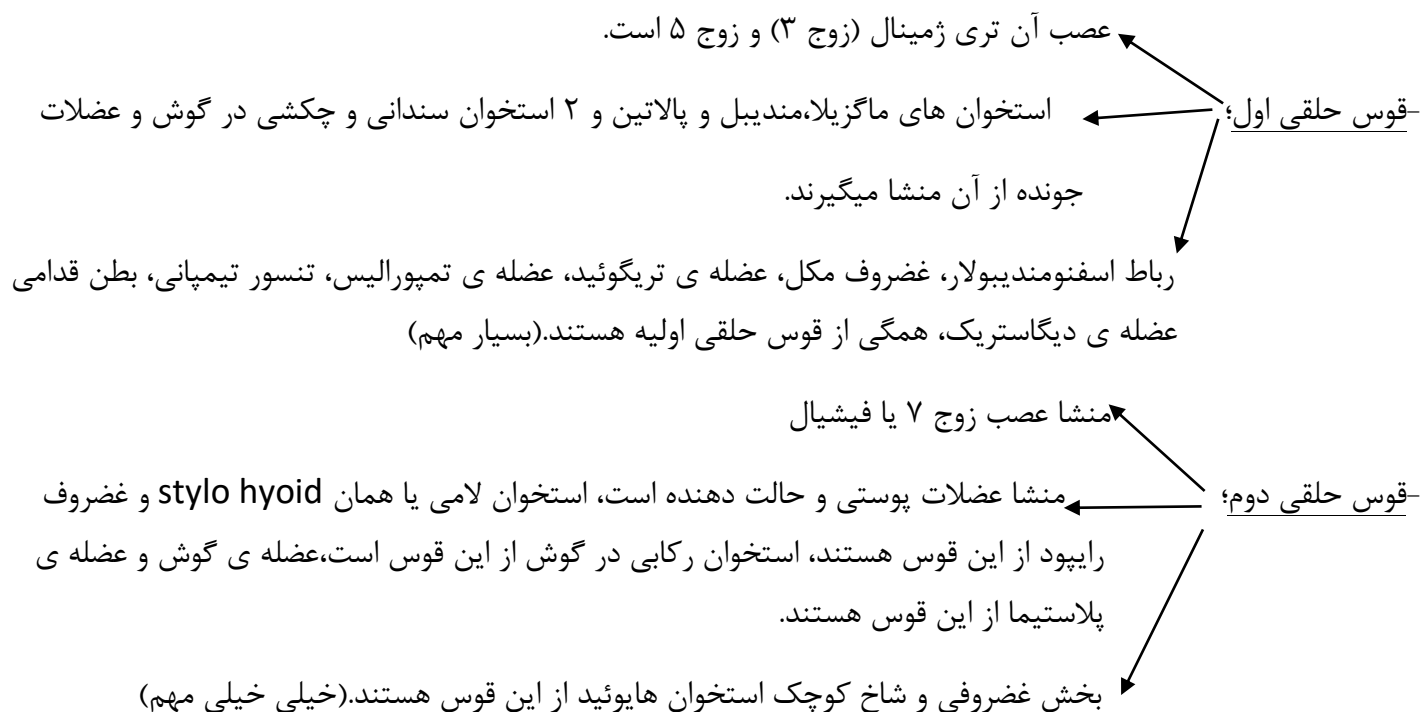 عصب آن تری ژمینال (زوج ۳) و زوج ۵ است.
-قوس حلقی اول؛ استخوان های ماگزیلا،مندیبل و پالاتین و ۲ استخوان سندانی و چکشی در گوش و عضلات
جونده از آن منشا میگیرند.
رباط اسفنومندیبولار، غضروف مکل، عضله ی تریگوئید، عضله ی تمپورالیس، تنسور تیمپانی، بطن قدامی
عضله ی دیگاستریک، همگی از قوس حلقی اولیه هستند.(بسیار مهم)
منشا عصب زوج ۷ یا فیشیال
-قوس حلقی دوم؛ منشا عضلات پوستی و حالت دهنده است، استخوان لامی یا همان stylo hyoid و غضروف
رایپود از این قوس هستند، استخوان رکابی در گوش از این قوس است،عضله ی گوش و عضله ی
پلاستیما از این قوس هستند.
بخش غضروفی و شاخ کوچک استخوان هایوئید از این قوس هستند.(خیلی خیلی مهم)